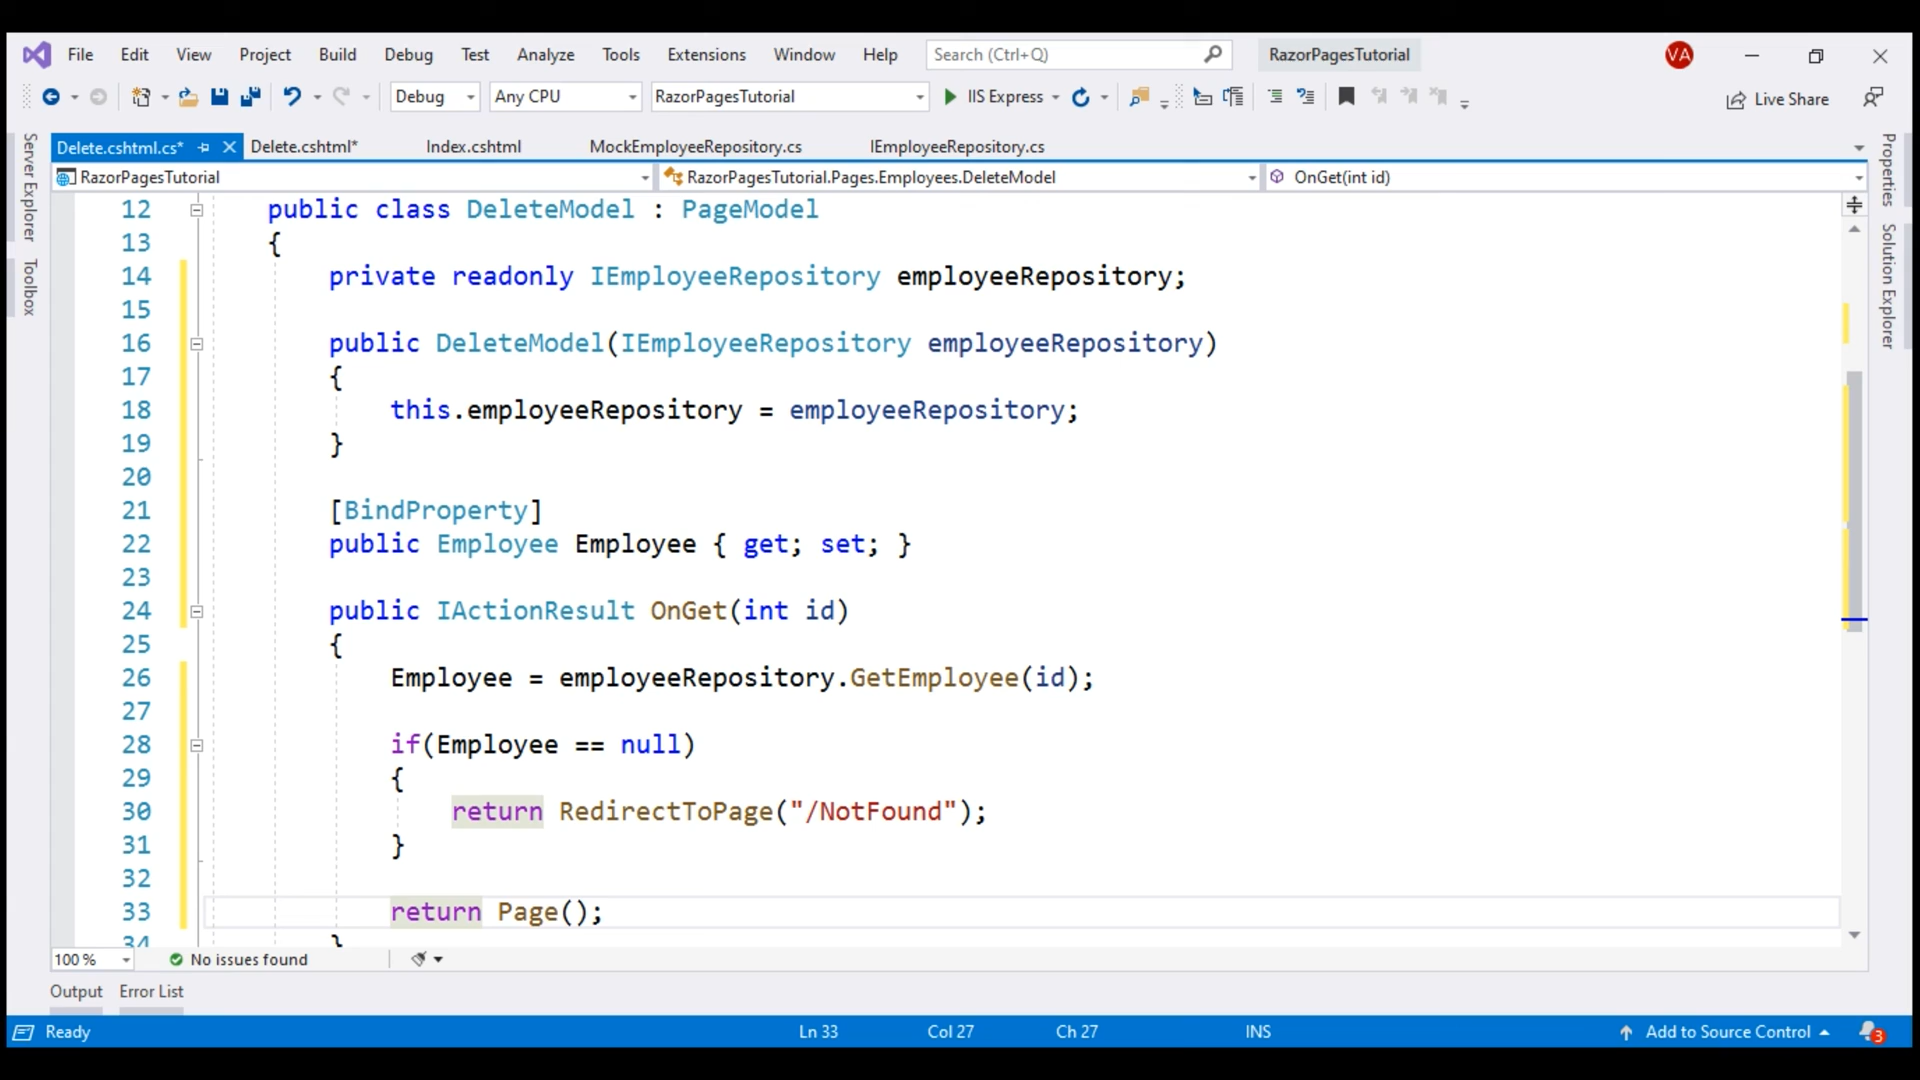 File Edit View Project Build Debug Test Analyze Tools Extensions Window Help Search (Ctrl+Q) RazorPagesTutorial VA
Debug Any CPU RazorPagesTutorial IIS Express Live Share
Delete.cshtml.cs* Delete.cshtml* Index.cshtml MockEmployeeRepository.cs IEmployeeRepository.cs
RazorPagesTutorial RazorPagesTutorial.Pages.Employees.DeleteModel OnGet(int id)
Server Explorer
Toolbox
12 public class DeleteModel : PageModel
13 {
14 private readonly IEmployeeRepository employeeRepository;
15
16 public DeleteModel(IEmployeeRepository employeeRepository)
17 {
18 this.employeeRepository = employeeRepository;
19 }
20
21 [BindProperty]
22 public Employee Employee { get; set; }
23
24 public IActionResult OnGet(int id)
25 {
26 Employee = employeeRepository.GetEmployee(id);
27
28 if(Employee == null)
29 {
30 return RedirectToPage("/NotFound");
31 }
32
33 return Page();
34 }
Properties
Solution Explorer
100 % No issues found
Output Error List
Ready Ln 33 Col 27 Ch 27 INS Add to Source Control 3